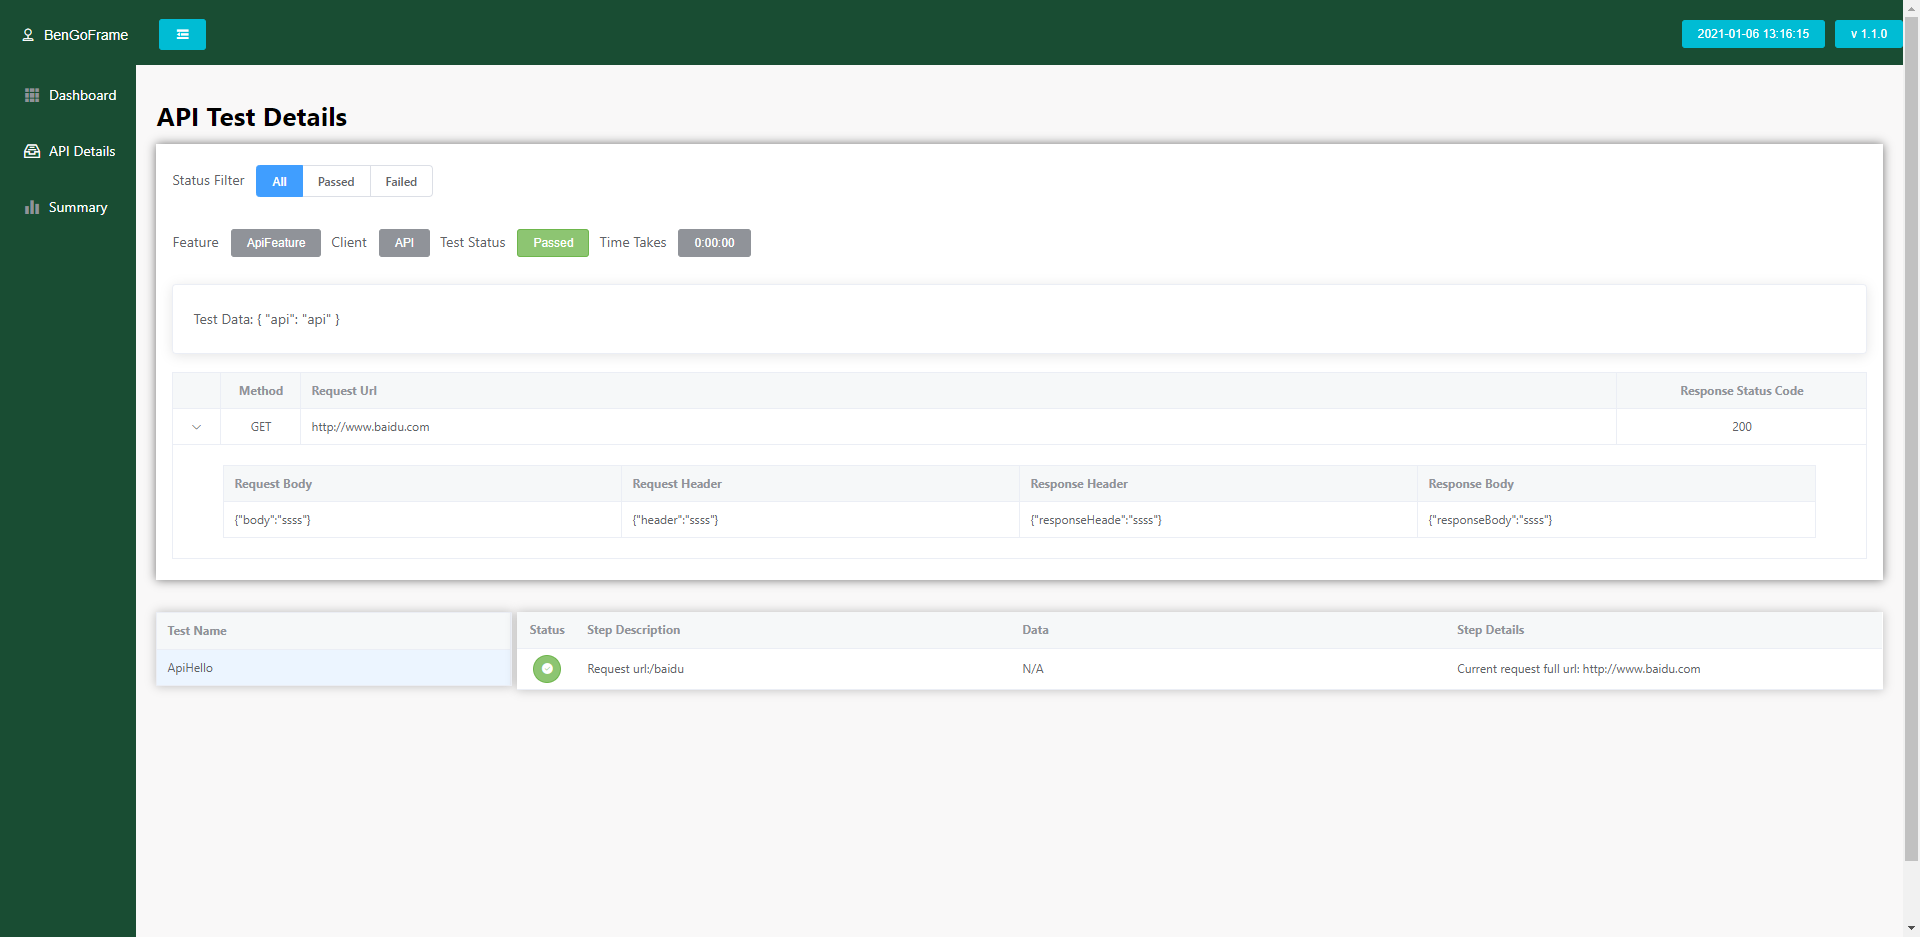 BenGoFrame
2021-01-06 13:16:15
v 1.1.0
Dashboard
API Details
Summary
API Test Details
Status Filter All Passed Failed
Feature ApiFeature Client API Test Status Passed Time Takes 0:00:00
Test Data: { "api": "api" }
Method Request Url Response Status Code
GET http://www.baidu.com 200
Request Body Request Header Response Header Response Body
{"body":"ssss"} {"header":"ssss"} {"responseHeade":"ssss"} {"responseBody":"ssss"}
Test Name
ApiHello
Status Step Description Data Step Details
Request url:/baidu N/A Current request full url: http://www.baidu.com